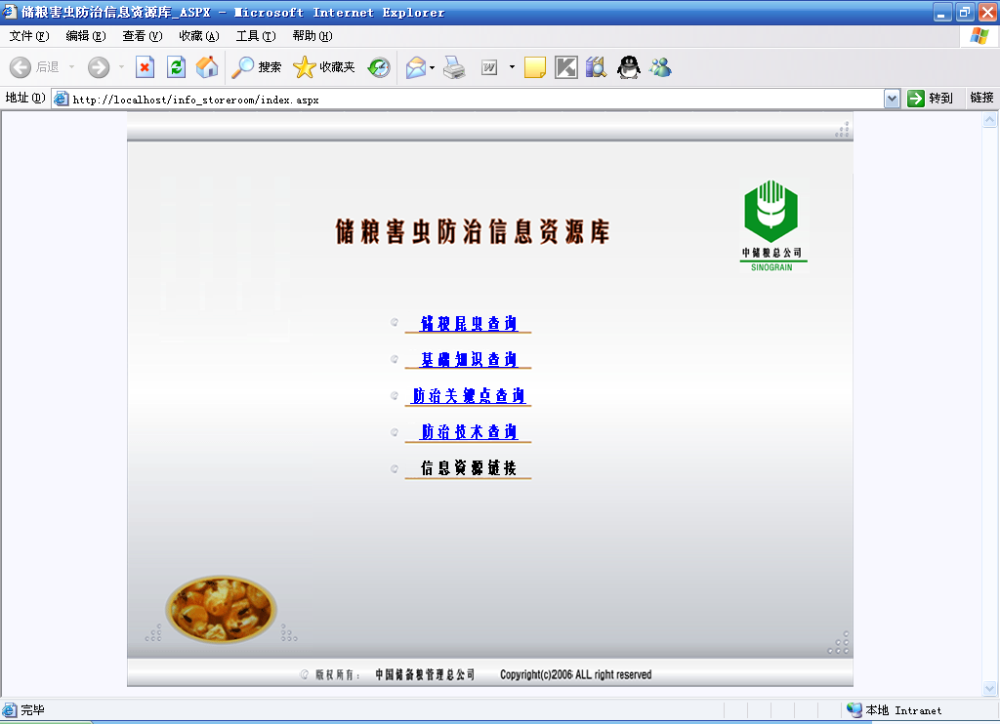 储粮害虫防治信息资源库_ASPX - Microsoft Internet Explorer
文件(F) 编辑(E) 查看(V) 收藏(A) 工具(T) 帮助(H)
后退 搜索 收藏夹
地址(D) http://localhost/info_storeroom/index.aspx 转到 链接
储粮害虫防治信息资源库
中储粮总公司
SINOGRAIN
储粮昆虫查询
基础知识查询
防治关键点查询
防治技术查询
信息資源链接
版权所有： 中国储备粮管理总公司 Copyright(c)2006 ALL right reserved
完毕 本地 Intranet